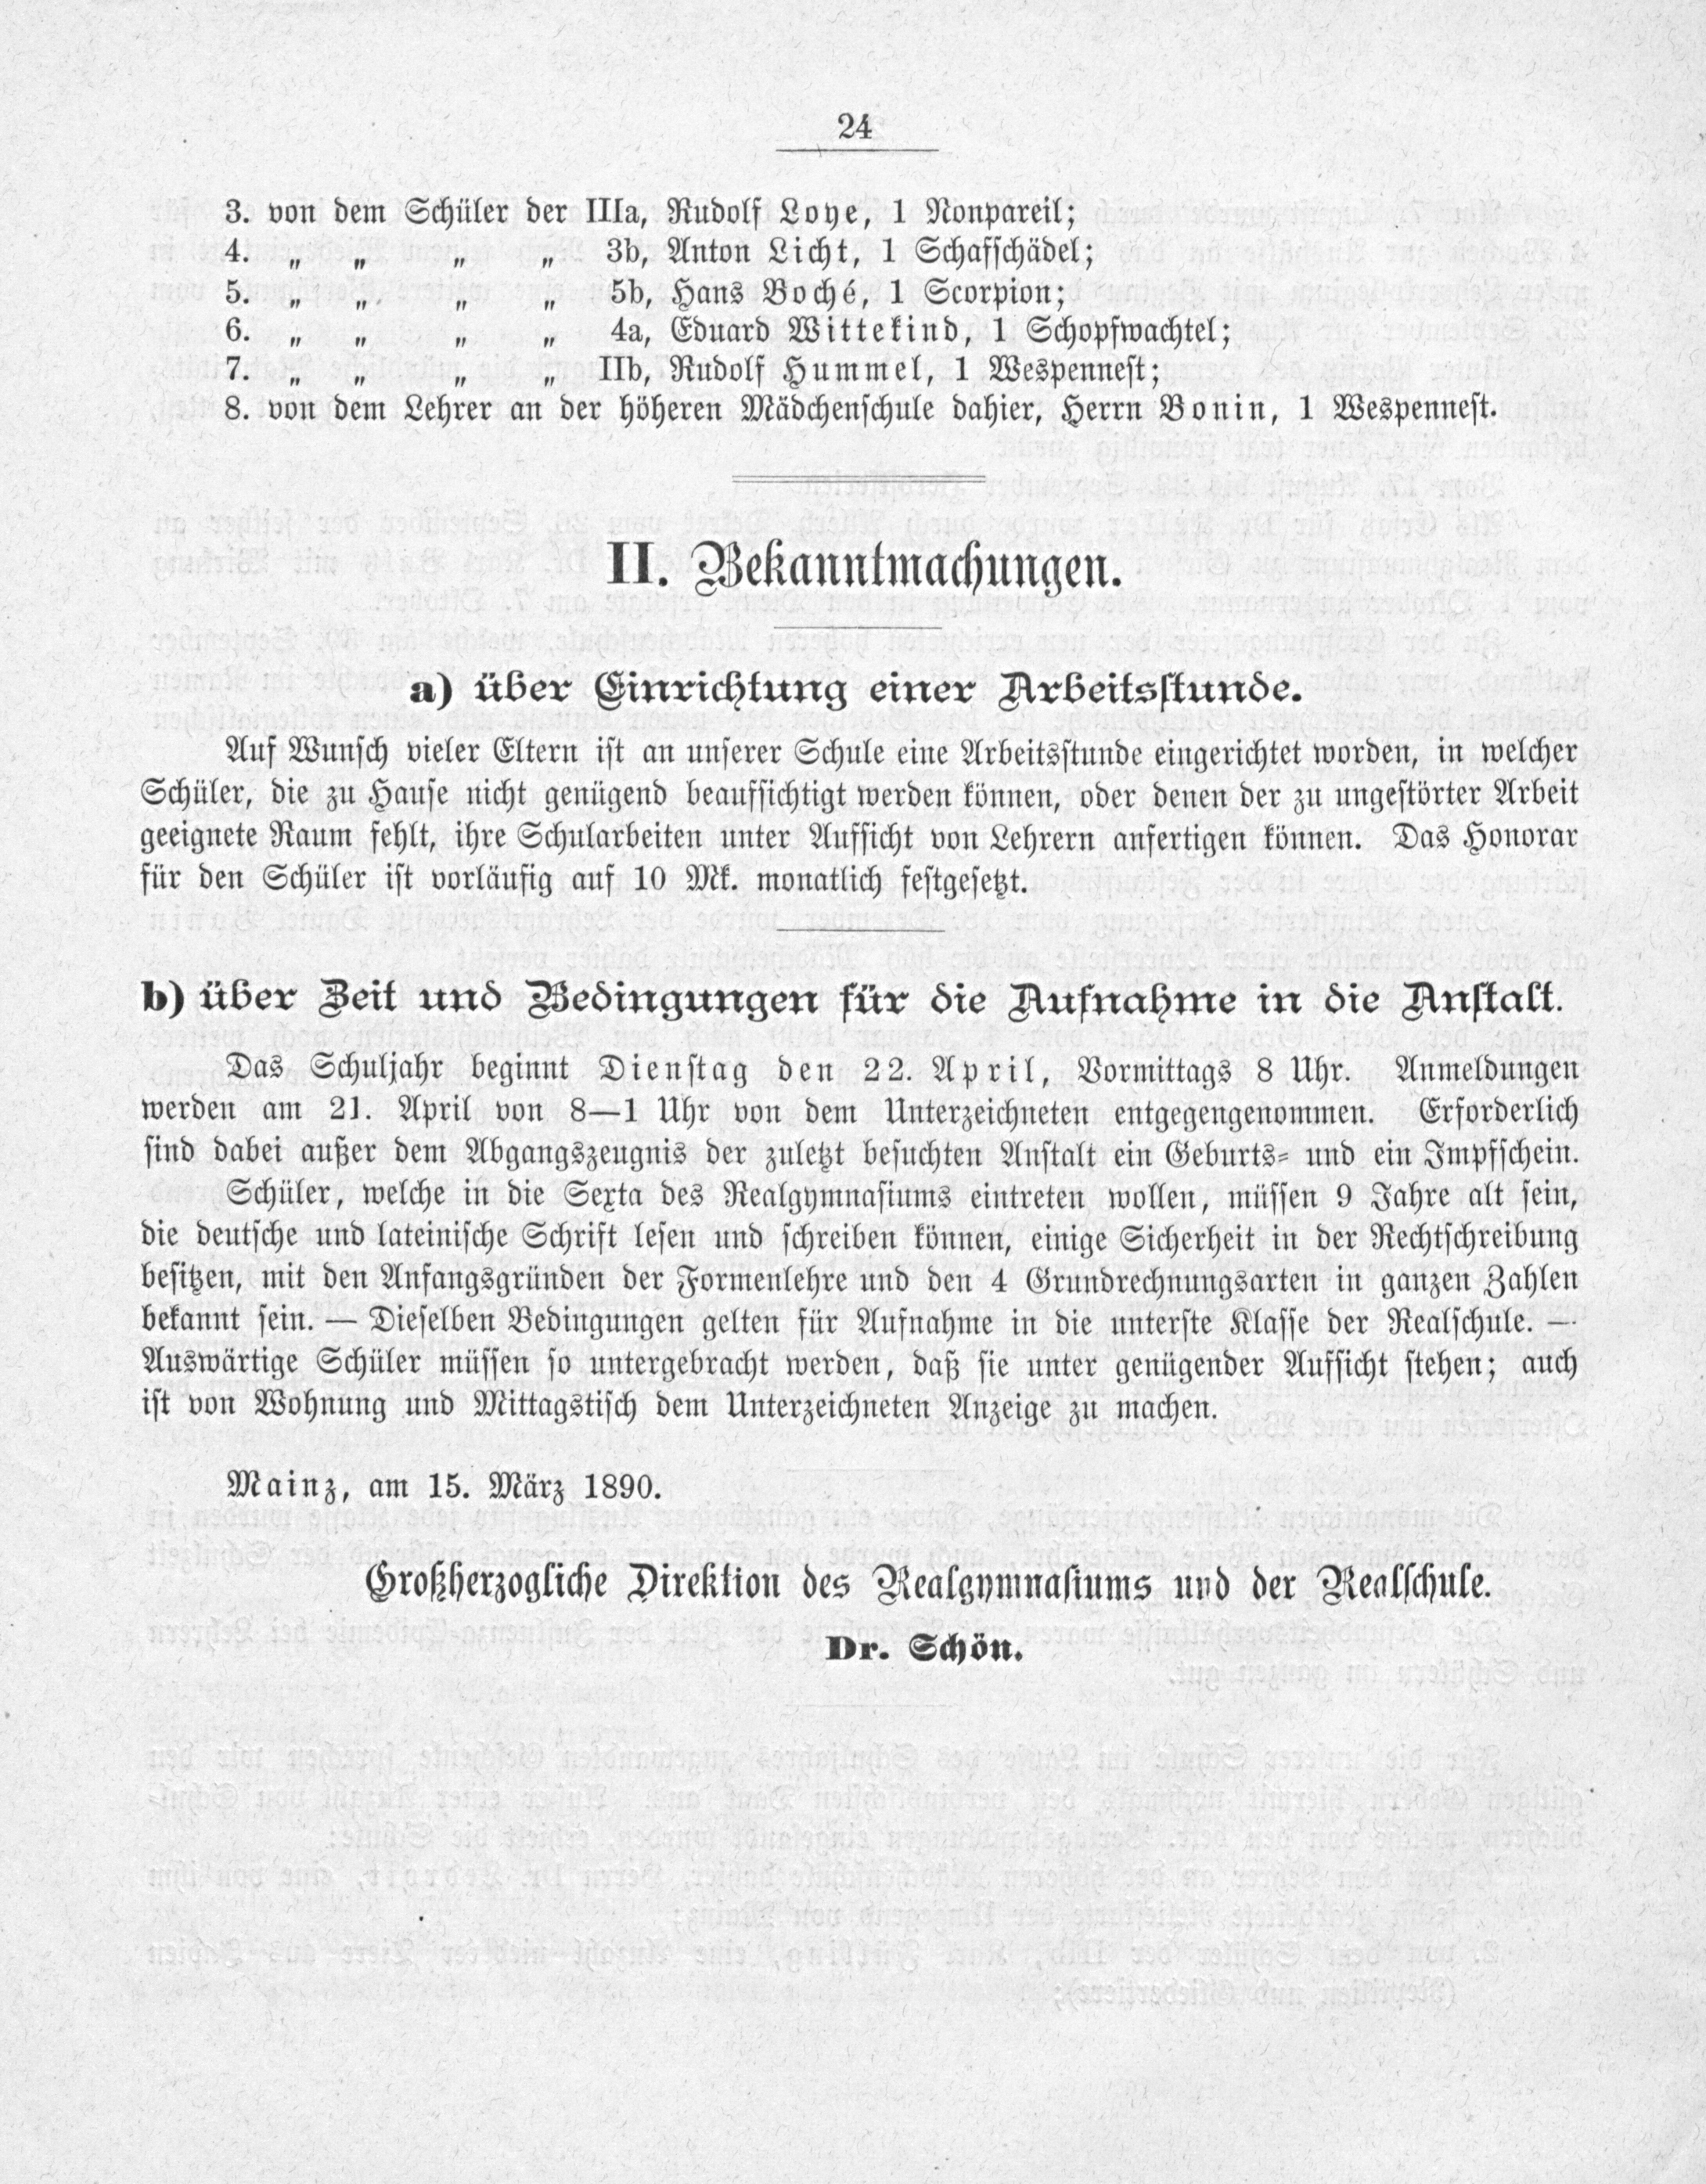 24
3. von dem Schüler der IIIa, Rudolf Loye, 1 Nonpareil;
4. „ „ „ „ 3b, Anton Licht, 1 Schafschädel;
5. „ „ „ „ 5b, Hans Boché, 1 Scorpion;
6. „ „ „ „ 4a, Eduard Wittekind, 1 Schopfwachtel;
7. „ „ „ „ IIb, Rudolf Hummel, 1 Wespennest;
8. von dem Lehrer an der höheren Mädchenschule dahier, Herrn Bonin, 1 Wespennest.
II. Bekanntmachungen.
a) über Einrichtung einer Arbeitsstunde.
Auf Wunsch vieler Eltern ist an unserer Schule eine Arbeitsstunde eingerichtet worden, in welcher
Schüler, die zu Hause nicht genügend beaufsichtigt werden können, oder denen der zu ungestörter Arbeit
geeignete Raum fehlt, ihre Schularbeiten unter Aufsicht von Lehrern anfertigen können. Das Honorar
für den Schüler ist vorläufig auf 10 Mk. monatlich festgesetzt.
b) über Zeit und Bedingungen für die Aufnahme in die Anstalt.
Das Schuljahr beginnt Dienstag den 22. April, Vormittags 8 Uhr. Anmeldungen
werden am 21. April von 8—1 Uhr von dem Unterzeichneten entgegengenommen. Erforderlich
sind dabei außer dem Abgangszeugnis der zuletzt besuchten Anstalt ein Geburts- und ein Impfschein.
Schüler, welche in die Sexta des Realgymnasiums eintreten wollen, müssen 9 Jahre alt sein,
die deutsche und lateinische Schrift lesen und schreiben können, einige Sicherheit in der Rechtschreibung
besitzen, mit den Anfangsgründen der Formenlehre und den 4 Grundrechnungsarten in ganzen Zahlen
bekannt sein. — Dieselben Bedingungen gelten für Aufnahme in die unterste Klasse der Realschule. —
Auswärtige Schüler müssen so untergebracht werden, daß sie unter genügender Aufsicht stehen; auch
ist von Wohnung und Mittagstisch dem Unterzeichneten Anzeige zu machen.
Mainz, am 15. März 1890.
Großherzogliche Direktion des Realgymnasiums und der Realschule.
Dr. Schön.